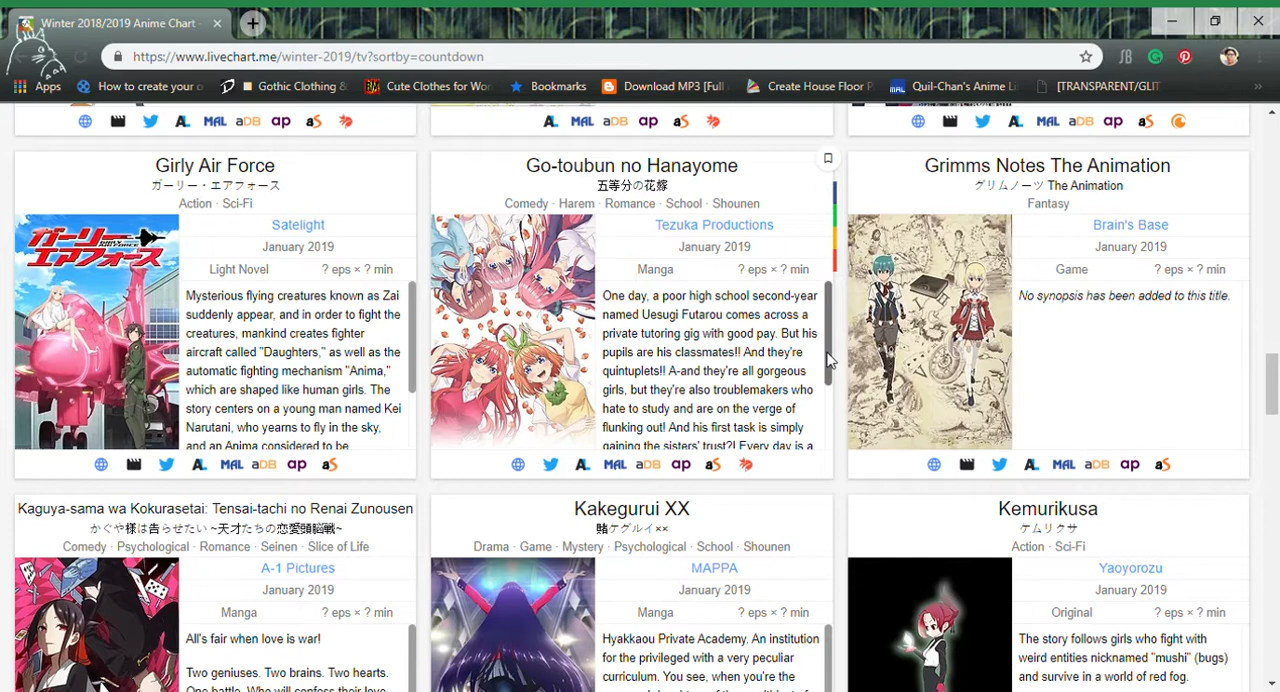 Winter 2018/2019 Anime Chart
https://www.livechart.me/winter-2019/tv?sortby=countdown
Apps
How to create your o
Gothic Clothing &
Cute Clothes for Wor
Bookmarks
Download MP3 [Full
Create House Floor P
MAL Quil-Chan's Anime Li
[TRANSPARENT/GLIT
»
MAL aDB ap aS
MAL aDB ap aS
MAL aDB ap aS
Girly Air Force
ガーリー・エアフォース
Action · Sci-Fi
ガーリー
エアフォース
Satelight
January 2019
Light Novel ? eps × ? min
Mysterious flying creatures known as Zai
suddenly appear, and in order to fight the
creatures, mankind creates fighter
aircraft called "Daughters," as well as the
automatic fighting mechanism "Anima,"
which are shaped like human girls. The
story centers on a young man named Kei
Narutani, who yearns to fly in the sky,
and an Anima considered to be
MAL aDB ap aS
Go-toubun no Hanayome
五等分の花嫁
Comedy · Harem · Romance · School · Shounen
Tezuka Productions
January 2019
Manga ? eps × ? min
One day, a poor high school second-year
named Uesugi Futarou comes across a
private tutoring gig with good pay. But his
pupils are his classmates!! And they're
quintuplets!! A-and they're all gorgeous
girls, but they're also troublemakers who
hate to study and are on the verge of
flunking out! And his first task is simply
gaining the sisters' trust?! Every day is a
MAL aDB ap aS
Grimms Notes The Animation
グリムノーツ The Animation
Fantasy
Brain's Base
January 2019
Game ? eps × ? min
No synopsis has been added to this title.
MAL aDB ap aS
Kaguya-sama wa Kokurasetai: Tensai-tachi no Renai Zunousen
かぐや様は告らせたい ~天才たちの恋愛頭脳戦~
Comedy · Psychological · Romance · Seinen · Slice of Life
A-1 Pictures
January 2019
Manga ? eps × ? min
All's fair when love is war!
Two geniuses. Two brains. Two hearts.
One battle. Who will confess their love
Kakegurui XX
賭ケグルイ××
Drama · Game · Mystery · Psychological · School · Shounen
MAPPA
January 2019
Manga ? eps × ? min
Hyakkaou Private Academy. An institution
for the privileged with a very peculiar
curriculum. You see, when you're the
Kemurikusa
ケムリクサ
Action · Sci-Fi
Yaoyorozu
January 2019
Original ? eps × ? min
The story follows girls who fight with
weird entities nicknamed "mushi" (bugs)
and survive in a world of red fog.